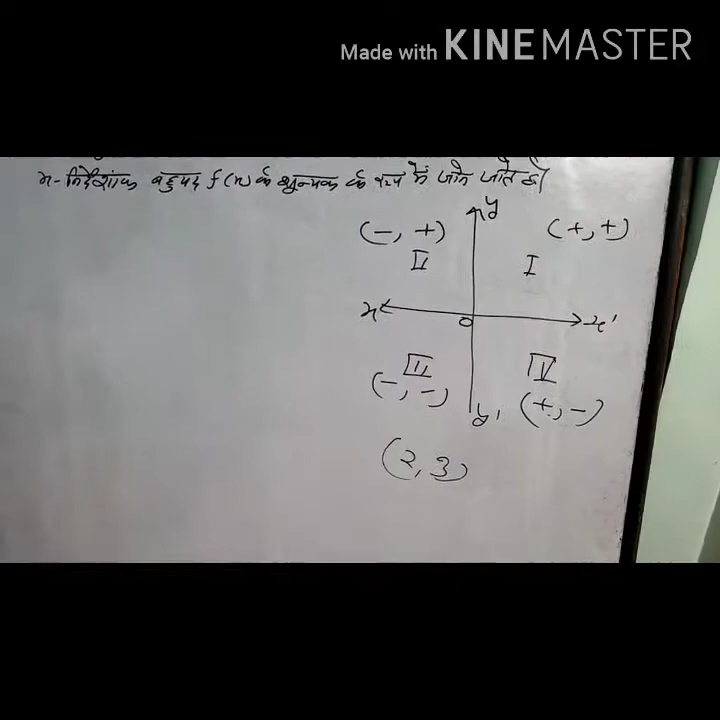 Made with KINEMASTER
x-निर्देशांक बहुपद f(x) के शून्यक के रूप में जाने जाते हैं।
y
(-, +) (+, +)
II I
x 0 x'
III IV
(-, -) y' (+, -)
(2, 3)